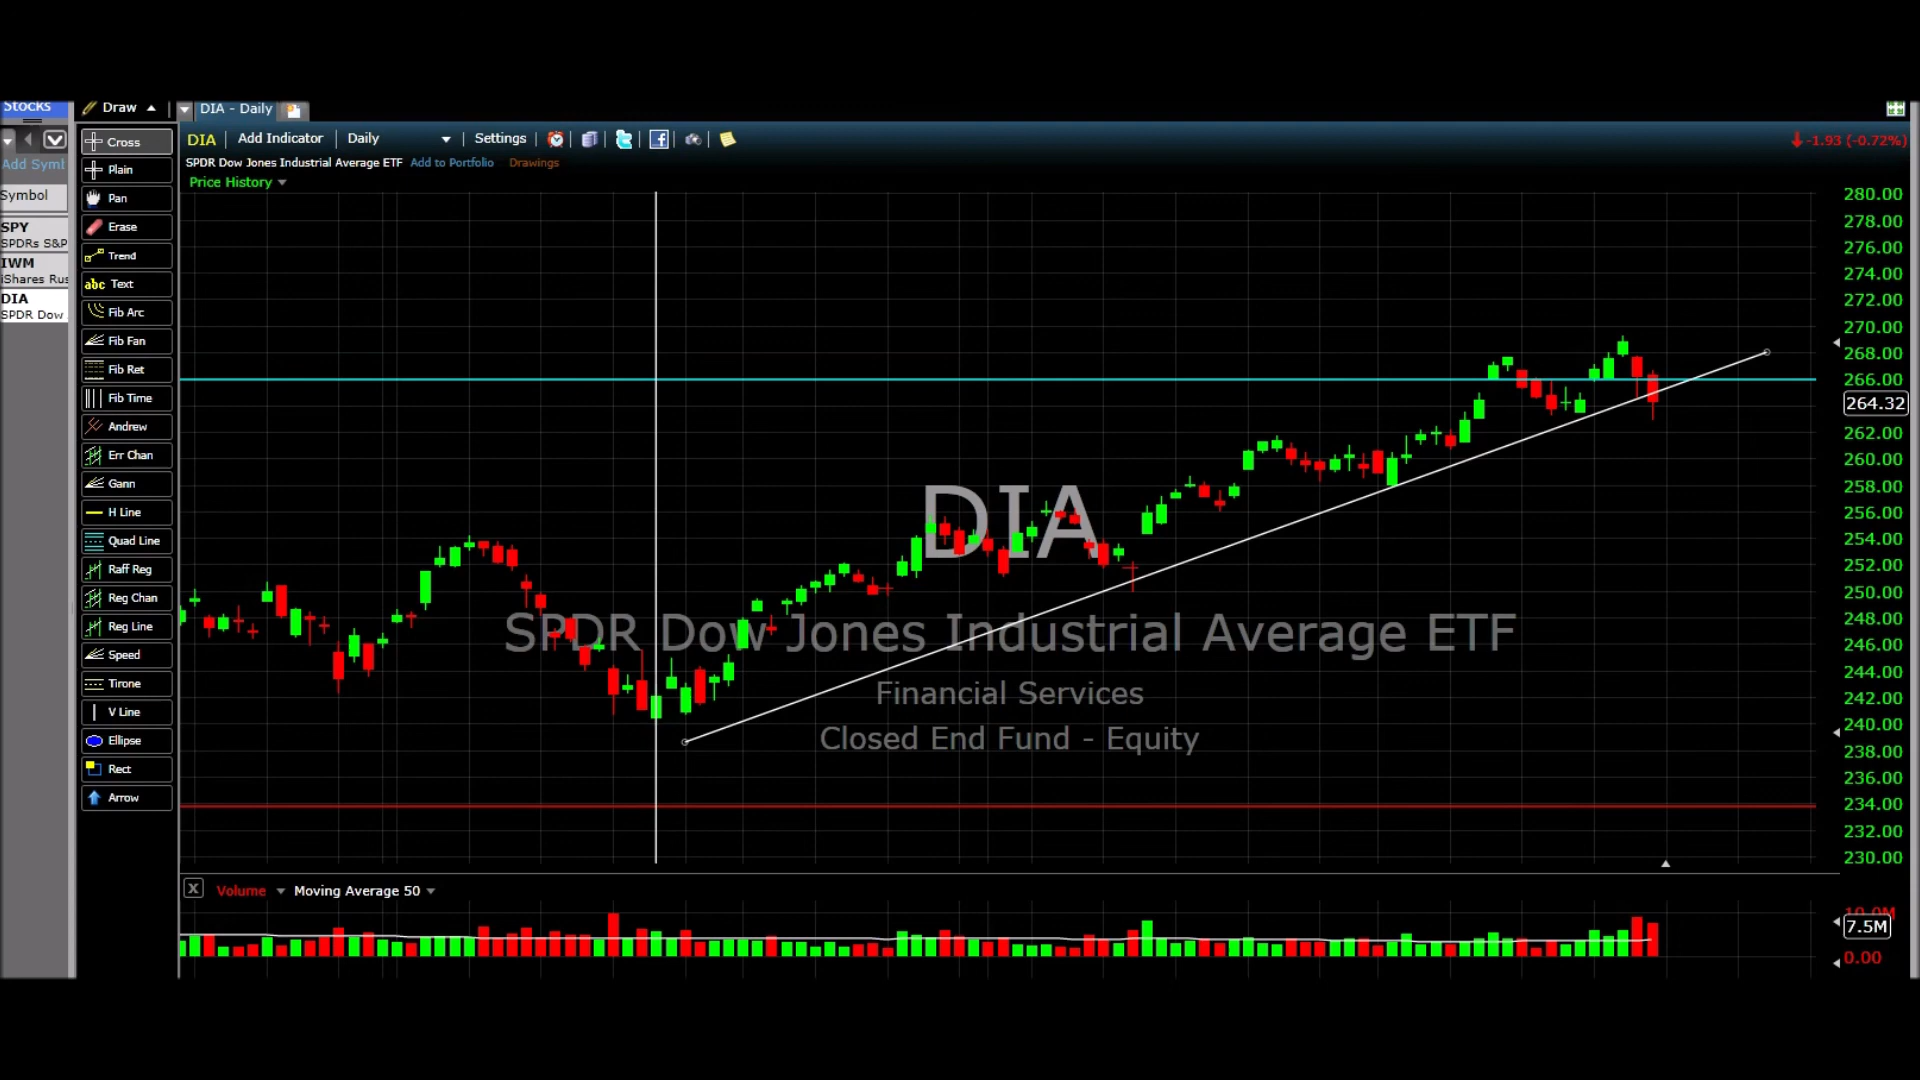 Stocks
Draw
DIA - Daily
Cross
DIA
Add Indicator
Daily
Settings
-1.93 (-0.72%)
Add Symb
Plain
SPDR Dow Jones Industrial Average ETF
Add to Portfolio
Drawings
Price History
Symbol
Pan
SPY
SPDRs S&P
Erase
IWM
iShares Rus
Trend
DIA
SPDR Dow
Text
Fib Arc
Fib Fan
Fib Ret
Fib Time
Andrew
Err Chan
Gann
H Line
Quad Line
Raff Reg
Reg Chan
Reg Line
Speed
Tirone
V Line
Ellipse
Rect
Arrow
DIA
SPDR Dow Jones Industrial Average ETF
Financial Services
Closed End Fund - Equity
280.00
278.00
276.00
274.00
272.00
270.00
268.00
266.00
264.32
262.00
260.00
258.00
256.00
254.00
252.00
250.00
248.00
246.00
244.00
242.00
240.00
238.00
236.00
234.00
232.00
230.00
X
Volume
Moving Average 50
10.0M
7.5M
0.00